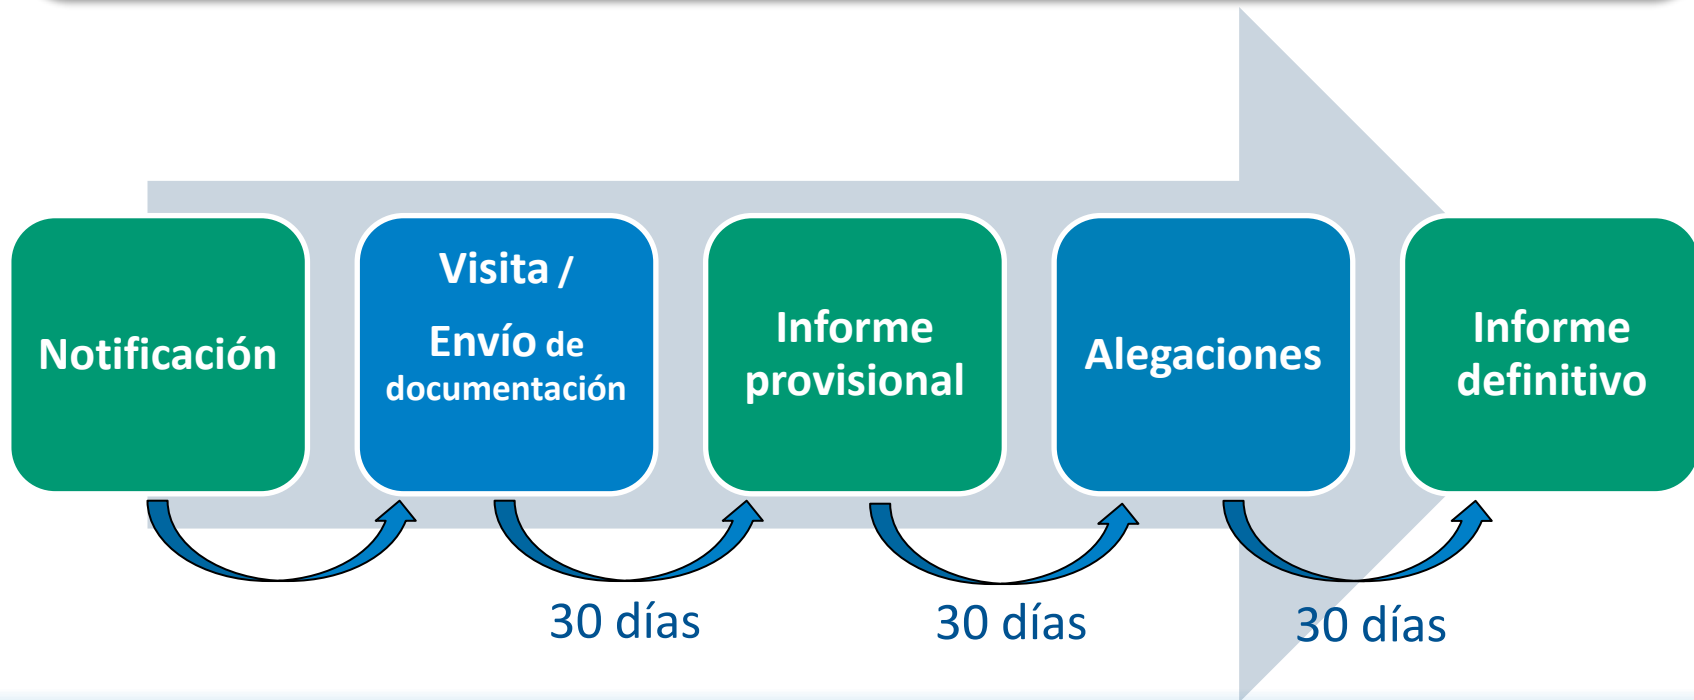 Notificación
Visita /
Envío de
documentación
Informe
provisional
Alegaciones
Informe
definitivo
30 días
30 días
30 días